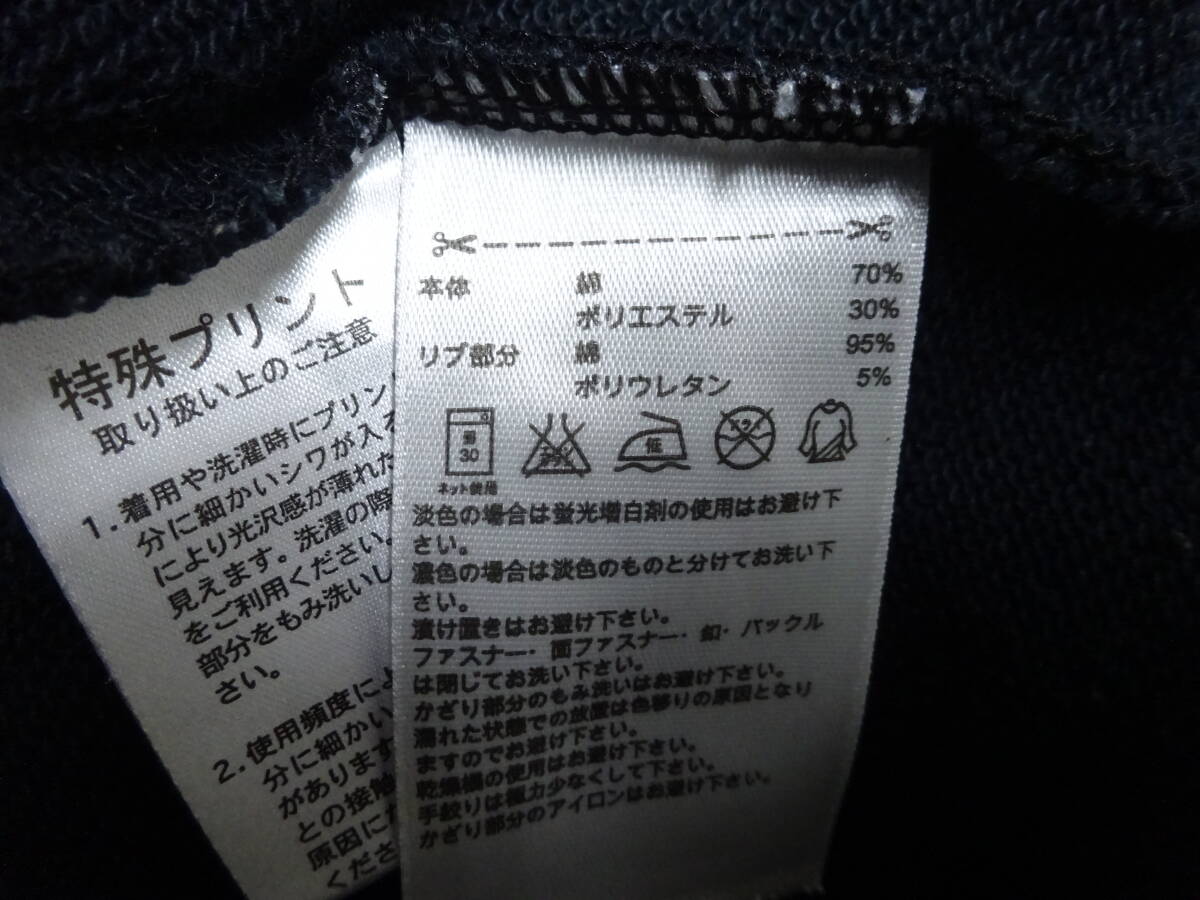 特殊プリント
取り扱い上のご注意
1.着用や洗濯時にプリン
分に細かいシワが入る
により光沢感が薄れた
見えます。洗濯の際
をご利用ください。
部分をもみ洗いし
さい。
2.使用頻度によ
分に細かい
があります
との接触
原因に
くださ
本体 綿 70%
ポリエステル 30%
リブ部分 綿 95%
ポリウレタン 5%
弱
30
ネット使用
低
淡色の場合は蛍光増白剤の使用はお避け下
さい。
濃色の場合は淡色のものと分けてお洗い下
さい。
漬け置きはお避け下さい。
ファスナー・面ファスナー・釦・バックル
は閉じてお洗い下さい。
かざり部分のもみ洗いはお避け下さい。
濡れた状態での放置は色移りの原因となり
ますのでお避け下さい。
乾燥機の使用はお避け下さい。
手絞りは極力少なくして下さい。
かざり部分のアイロンはお避け下さい。